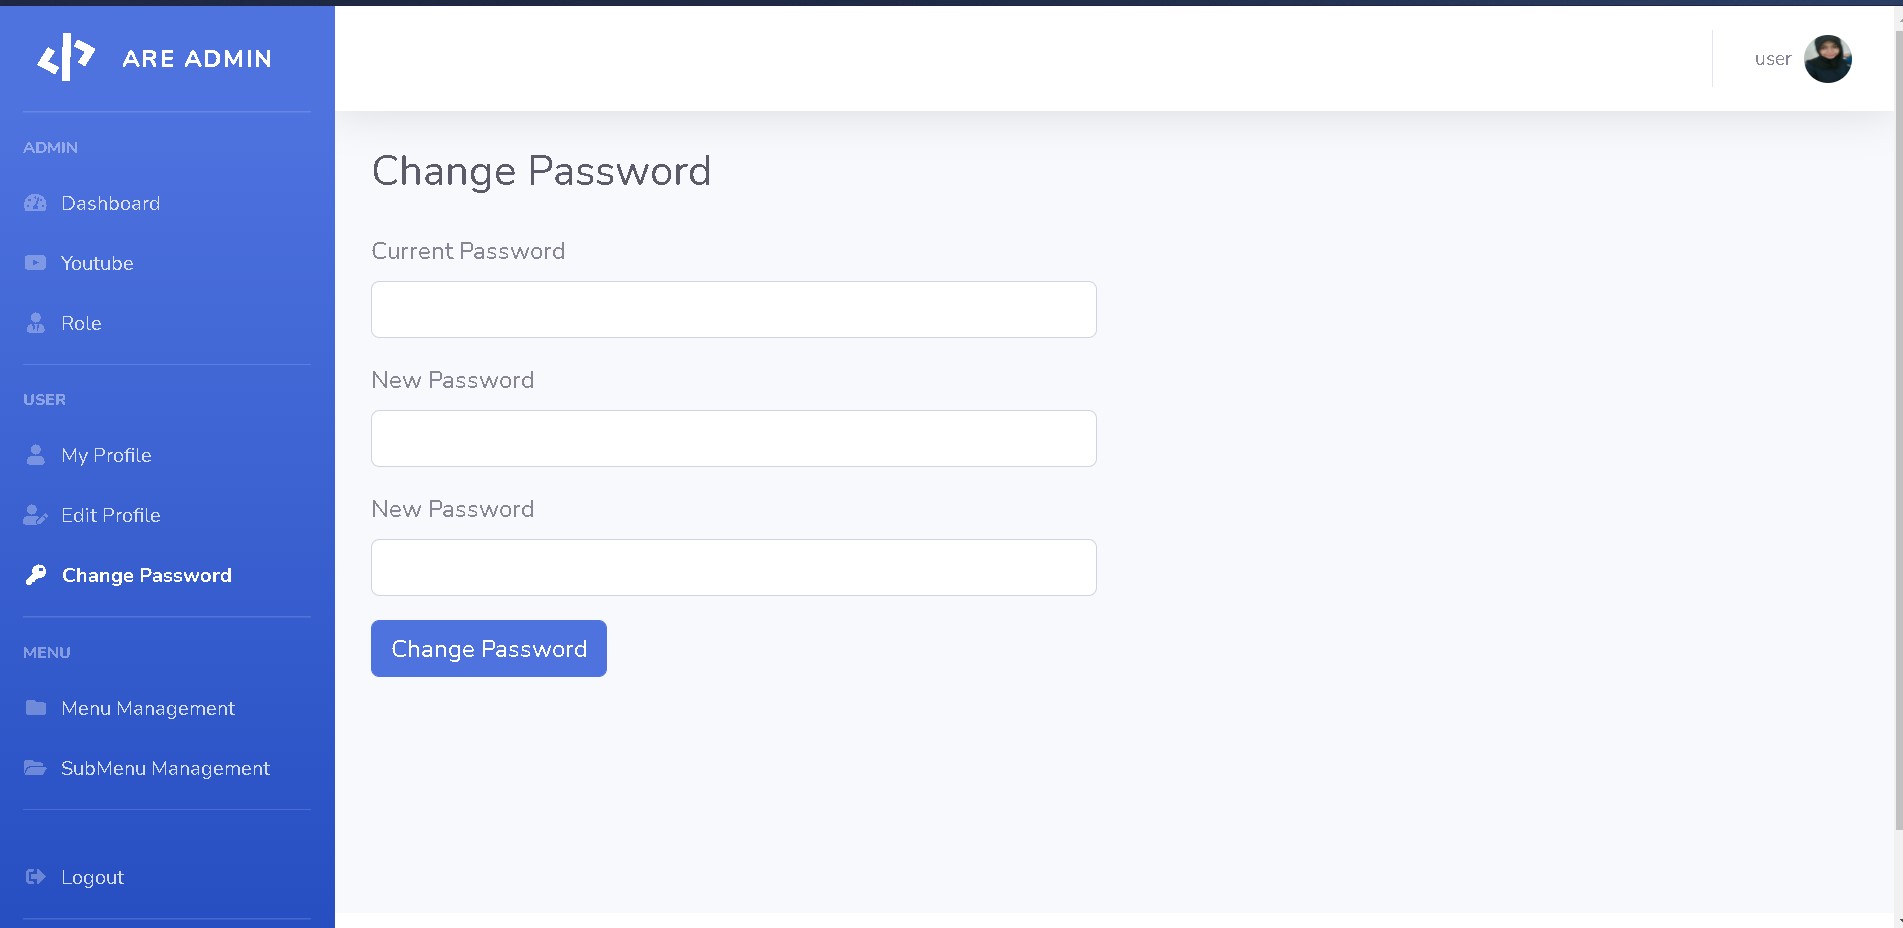 ARE ADMIN
user
ADMIN
Dashboard
Youtube
Role
USER
My Profile
Edit Profile
Change Password
MENU
Menu Management
SubMenu Management
Logout
Change Password
Current Password
New Password
New Password
Change Password